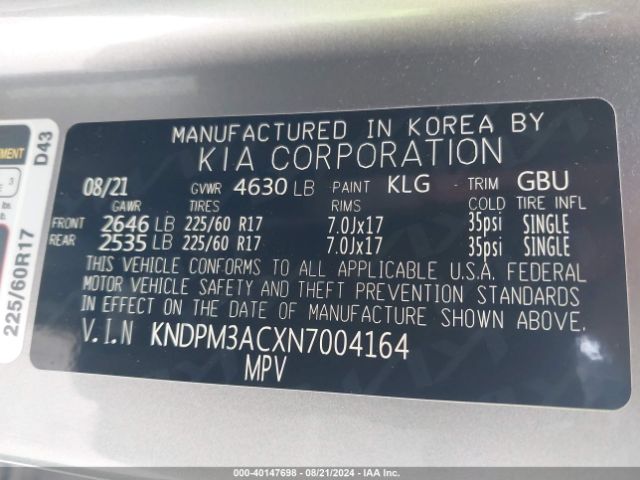 MANUFACTURED IN KOREA BY
KIA CORPORATION
08/21 GVWR 4630 LB PAINT KLG TRIM GBU
GAWR TIRES RIMS COLD TIRE INFL
FRONT 2646 LB 225/60 R17 7.0Jx17 35psi SINGLE
REAR 2535 LB 225/60 R17 7.0Jx17 35psi SINGLE
THIS VEHICLE CONFORMS TO ALL APPLICABLE U.S.A. FEDERAL
MOTOR VEHICLE SAFETY AND THEFT PREVENTION STANDARDS
IN EFFECT ON THE DATE OF MANUFACTURE SHOWN ABOVE.
V.I.N KNDPM3ACXN7004164
MPV
D43
225/60R17
000-40147698 - 08/21/2024 - IAA Inc.